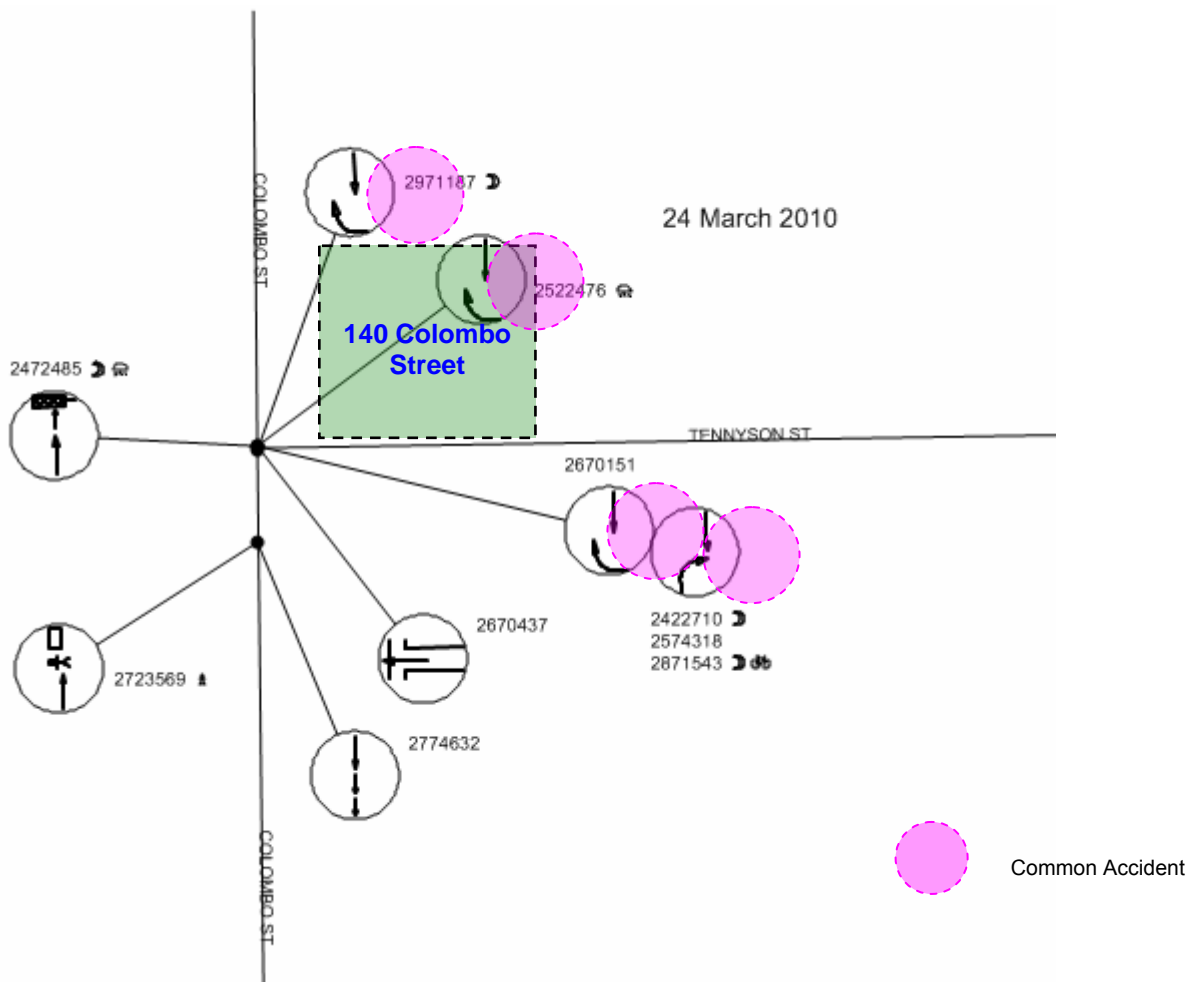 COLOMBO ST
2971187
24 March 2010
2522476
140 Colombo
Street
2472485
TENNYSON ST
2670151
2670437
2422710
2574318
2871543
2723569
2774632
COLOMBO ST
Common Accident